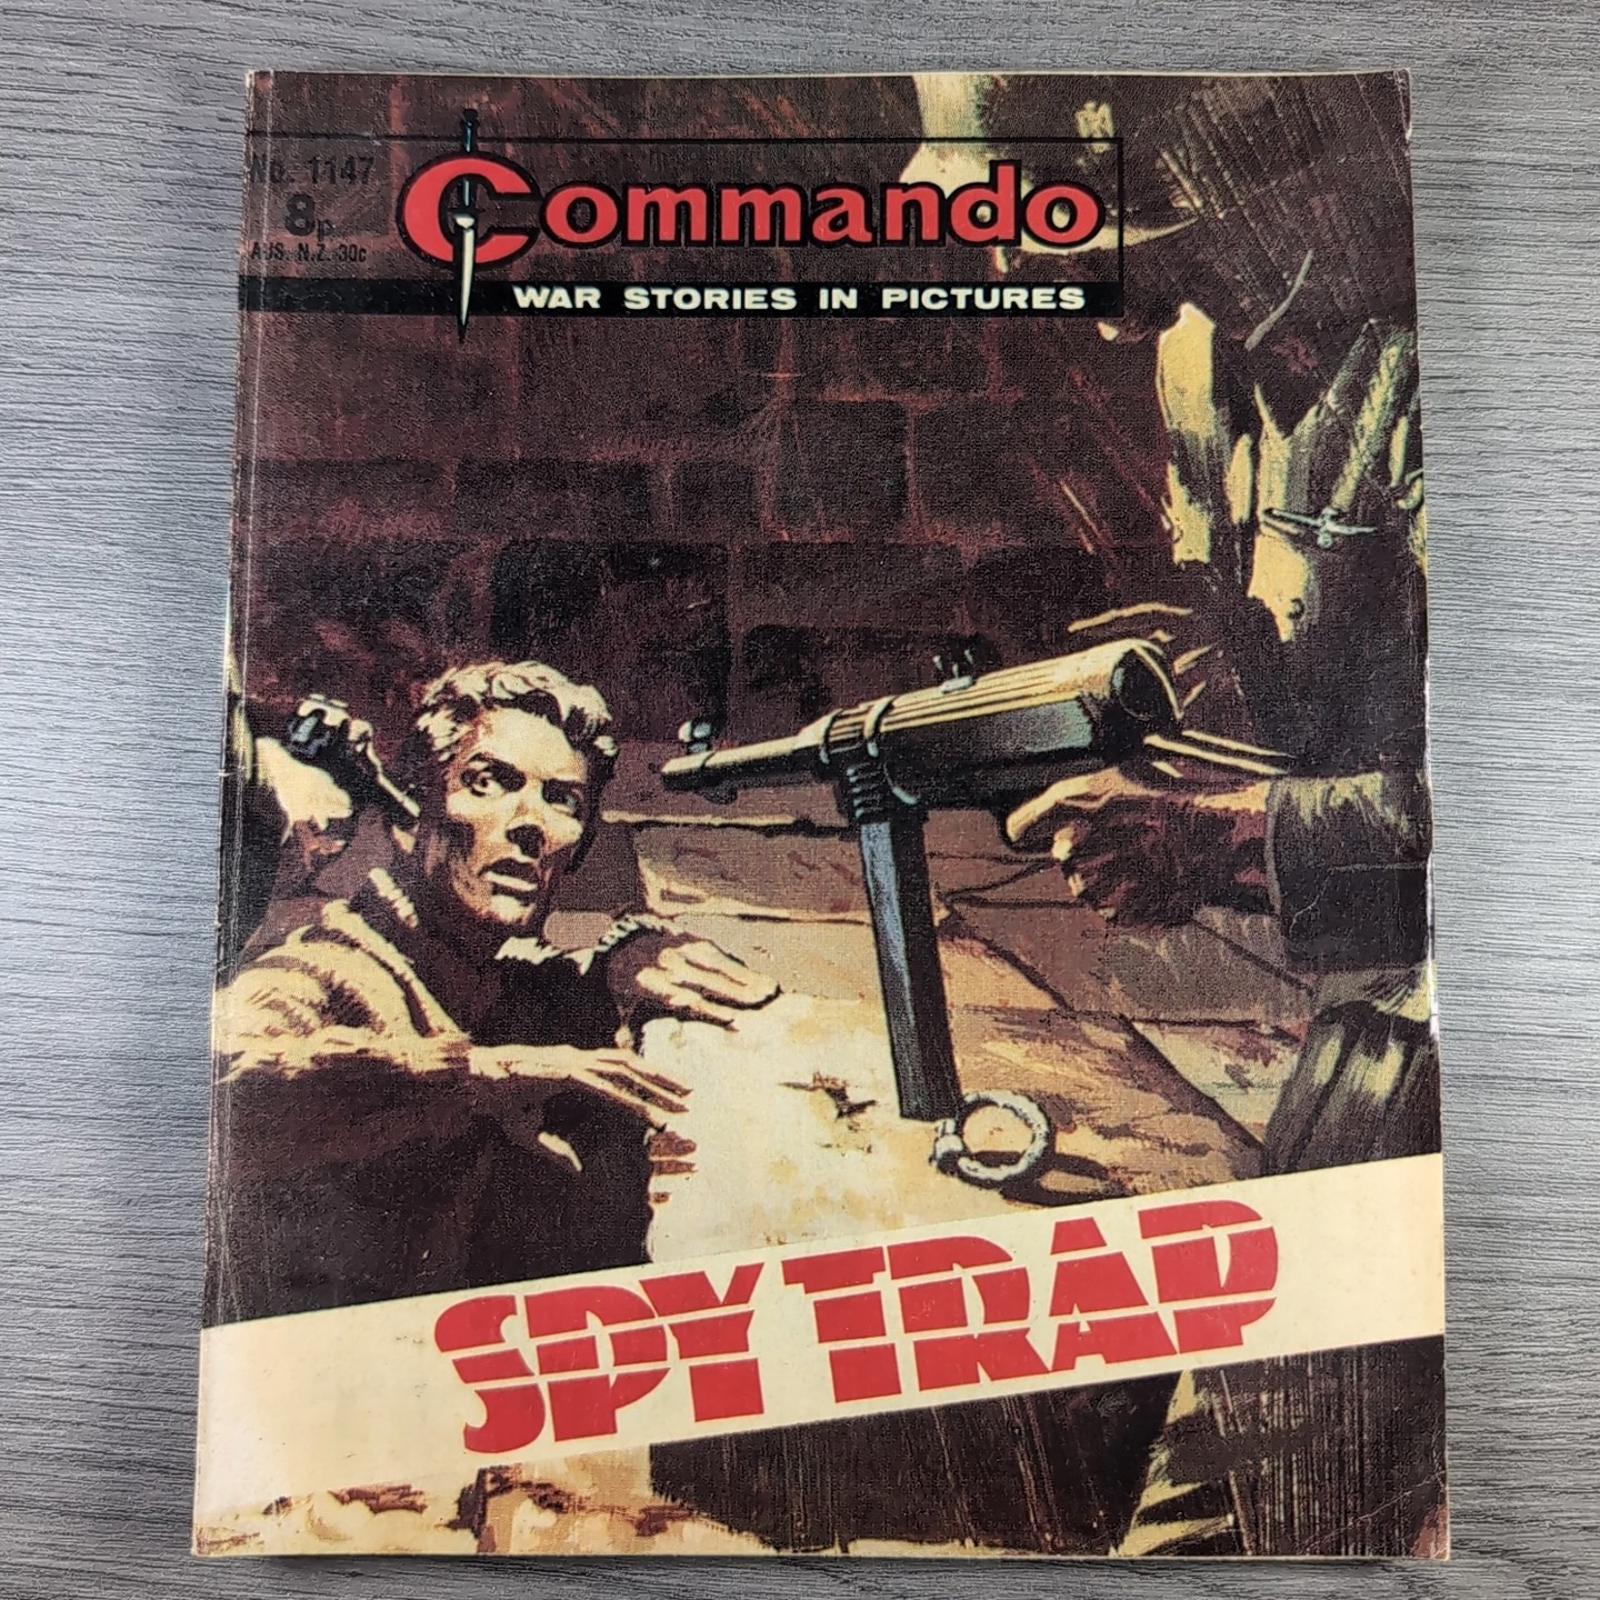 No. 1147
8p
AUS. N.Z. 30c
Commando
WAR STORIES IN PICTURES
SPY TRAP